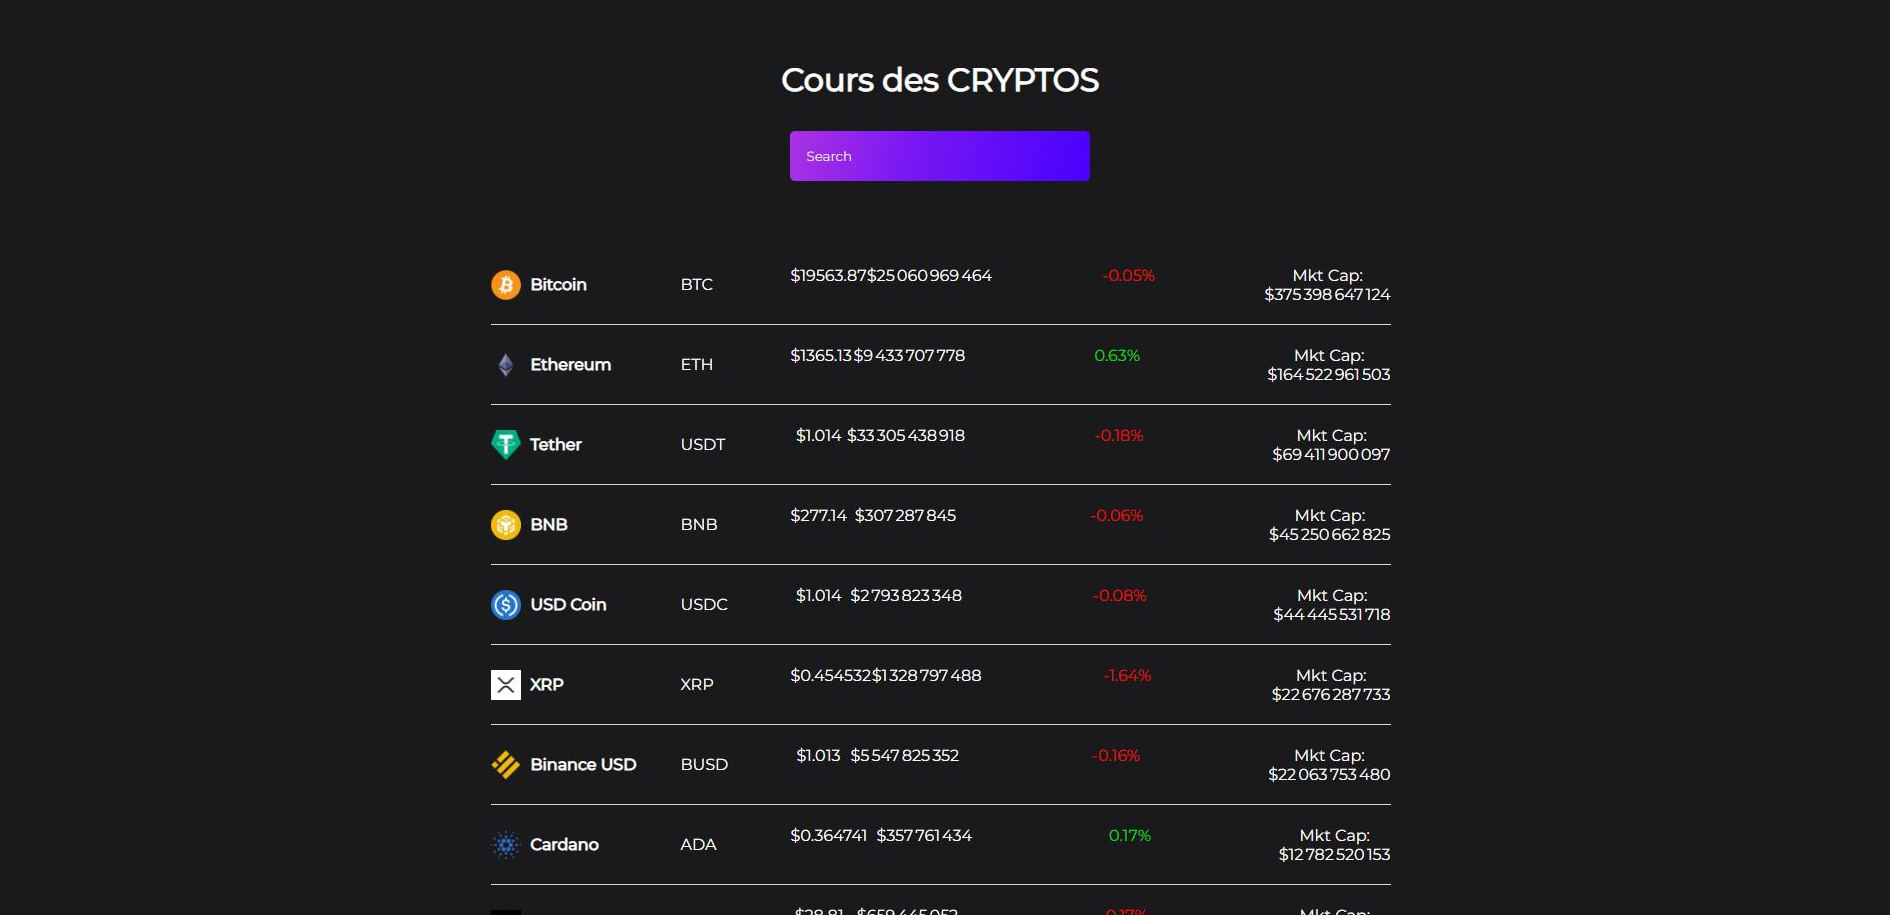 Cours des CRYPTOS
Search
Bitcoin BTC $19563.87$25 060 969 464 -0.05% Mkt Cap:
$375 398 647 124
Ethereum ETH $1365.13 $9 433 707 778 0.63% Mkt Cap:
$164 522 961 503
Tether USDT $1.014 $33 305 438 918 -0.18% Mkt Cap:
$69 411 900 097
BNB BNB $277.14 $307 287 845 -0.06% Mkt Cap:
$45 250 662 825
USD Coin USDC $1.014 $2 793 823 348 -0.08% Mkt Cap:
$44 445 531 718
XRP XRP $0.454532$1 328 797 488 -1.64% Mkt Cap:
$22 676 287 733
Binance USD BUSD $1.013 $5 547 825 352 -0.16% Mkt Cap:
$22 063 753 480
Cardano ADA $0.364741 $357 761 434 0.17% Mkt Cap:
$12 782 520 153
Mkt Cap: